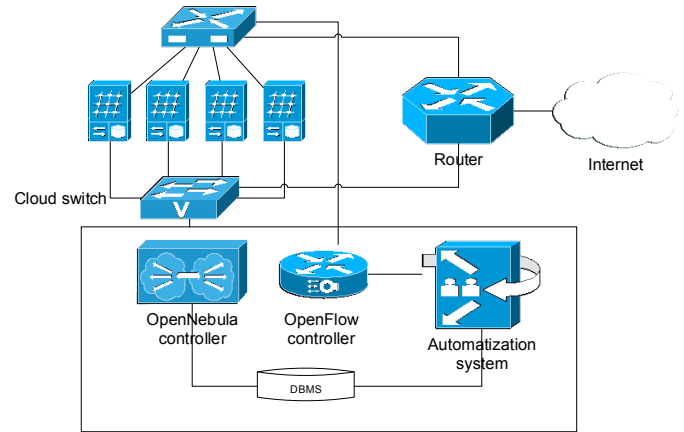 Router
Internet
Cloud switch
V
OpenNebula
controller
OpenFlow
controller
Automatization
system
DBMS